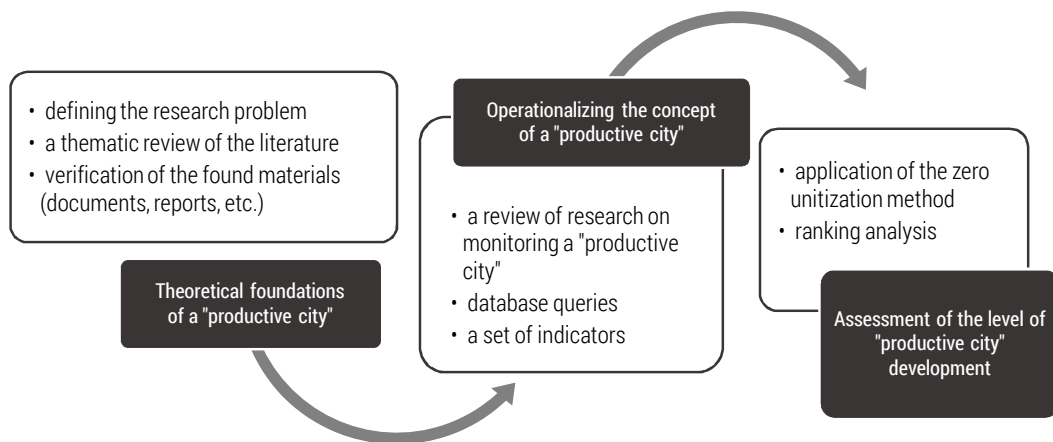 • defining the research problem
• a thematic review of the literature
• verification of the found materials
(documents, reports, etc.)
Theoretical foundations
of a "productive city"
Operationalizing the concept
of a "productive city"
• a review of research on
monitoring a "productive
city"
• database queries
• a set of indicators
• application of the zero
unitization method
• ranking analysis
Assessment of the level of
"productive city"
development